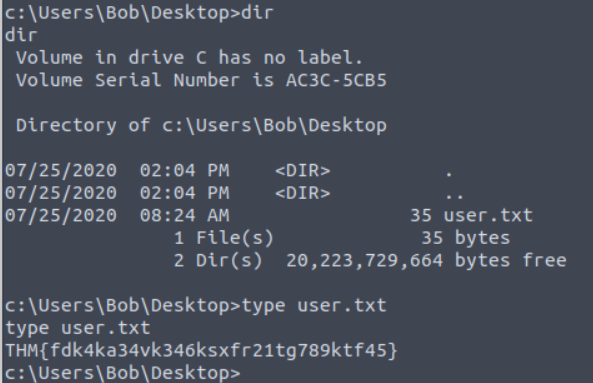 c:\Users\Bob\Desktop>dir
dir
 Volume in drive C has no label.
 Volume Serial Number is AC3C-5CB5

 Directory of c:\Users\Bob\Desktop

07/25/2020  02:04 PM    <DIR>          .
07/25/2020  02:04 PM    <DIR>          ..
07/25/2020  08:24 AM                35 user.txt
               1 File(s)             35 bytes
               2 Dir(s)  20,223,729,664 bytes free

c:\Users\Bob\Desktop>type user.txt
type user.txt
THM{fdk4ka34vk346ksxfr21tg789ktf45}
c:\Users\Bob\Desktop>